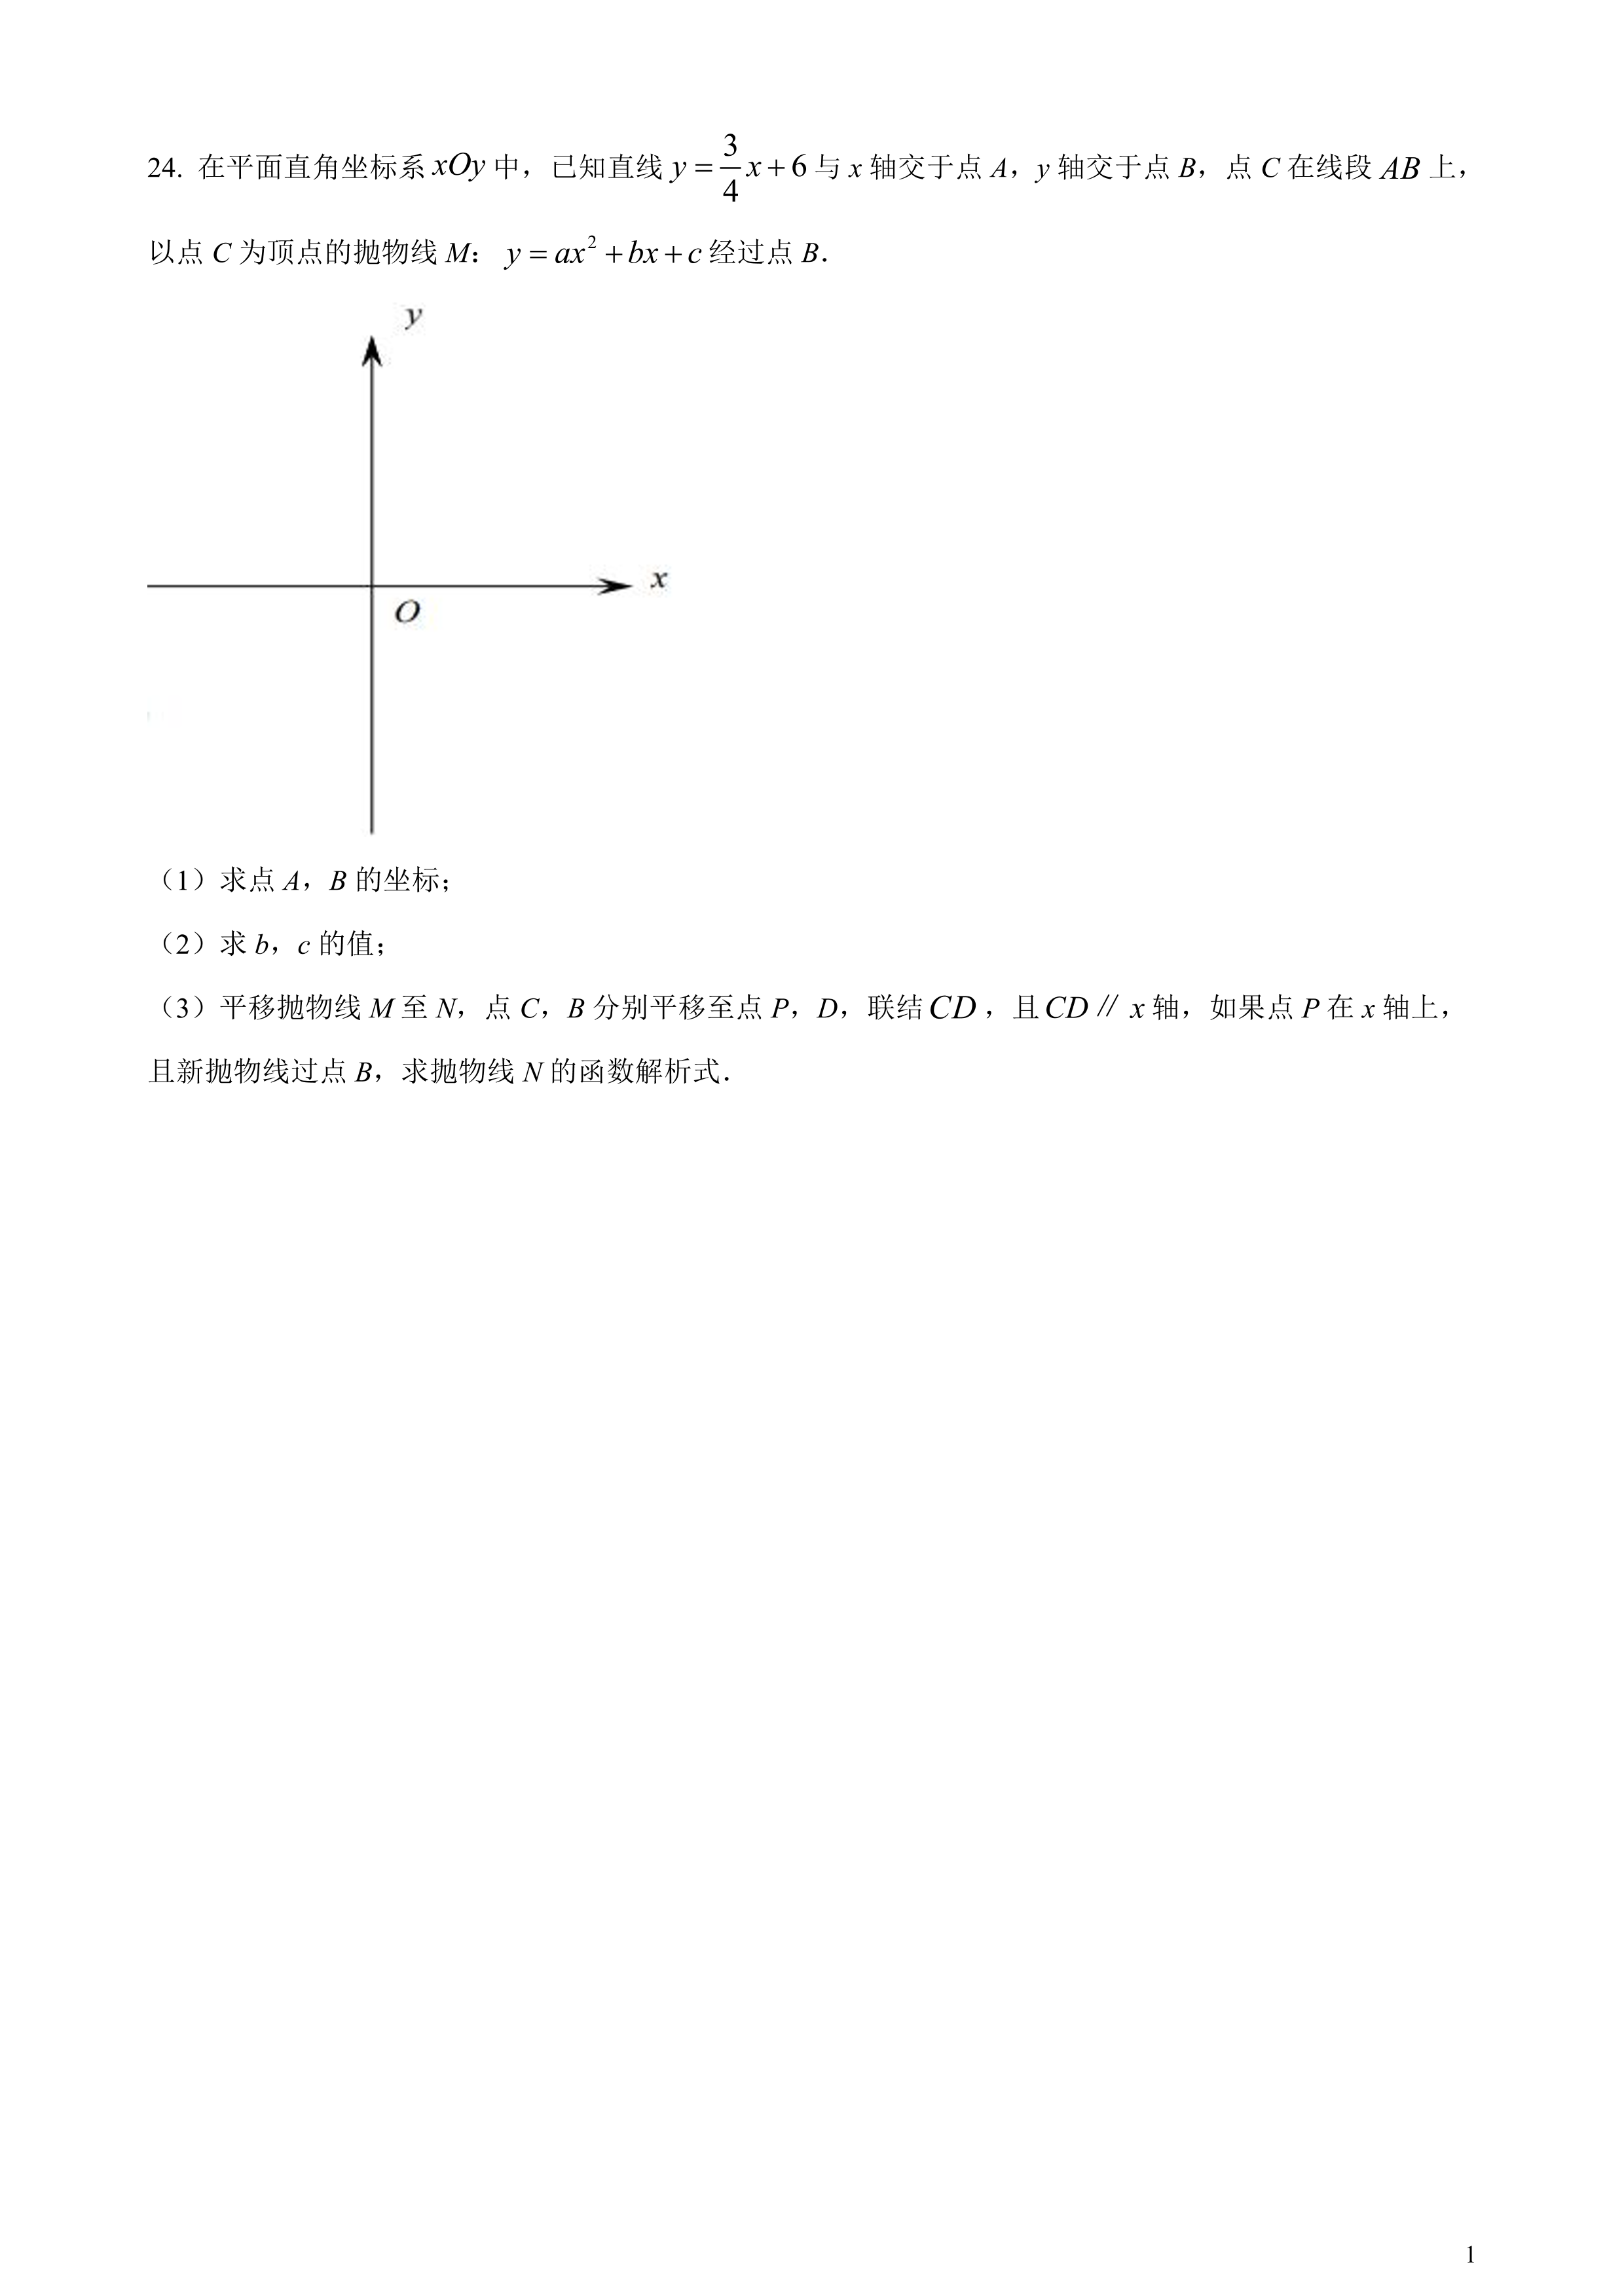 24. 在平面直角坐标系 xOy 中，已知直线 y = 3/4 x + 6 与 x 轴交于点 A，y 轴交于点 B，点 C 在线段 AB 上，
以点 C 为顶点的抛物线 M： y = ax² + bx + c 经过点 B．
y
x
O
（1）求点 A，B 的坐标；
（2）求 b，c 的值；
（3）平移抛物线 M 至 N，点 C，B 分别平移至点 P，D，联结 CD ，且 CD ∥ x 轴，如果点 P 在 x 轴上，
且新抛物线过点 B，求抛物线 N 的函数解析式．
1